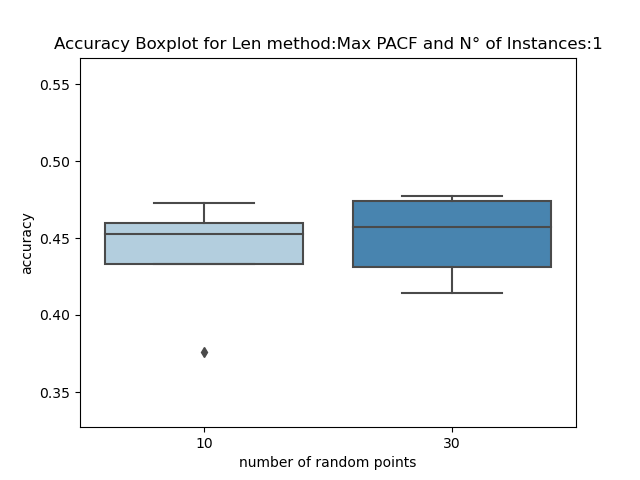 Accuracy Boxplot for Len method:Max PACF and N° of Instances:1
0.55
0.50
0.45
0.40
0.35
accuracy
10
30
number of random points